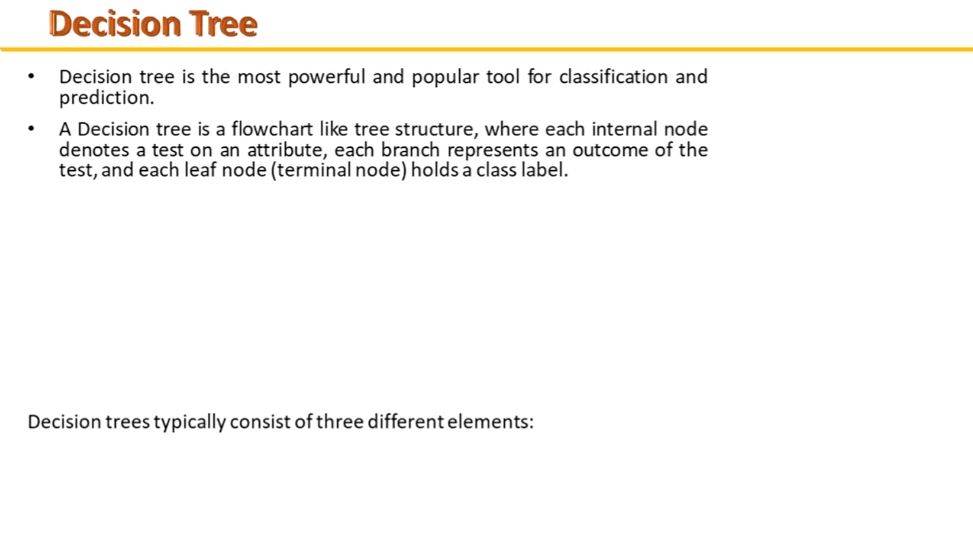 Decision Tree
• Decision tree is the most powerful and popular tool for classification and
prediction.
• A Decision tree is a flowchart like tree structure, where each internal node
denotes a test on an attribute, each branch represents an outcome of the
test, and each leaf node (terminal node) holds a class label.
Decision trees typically consist of three different elements: